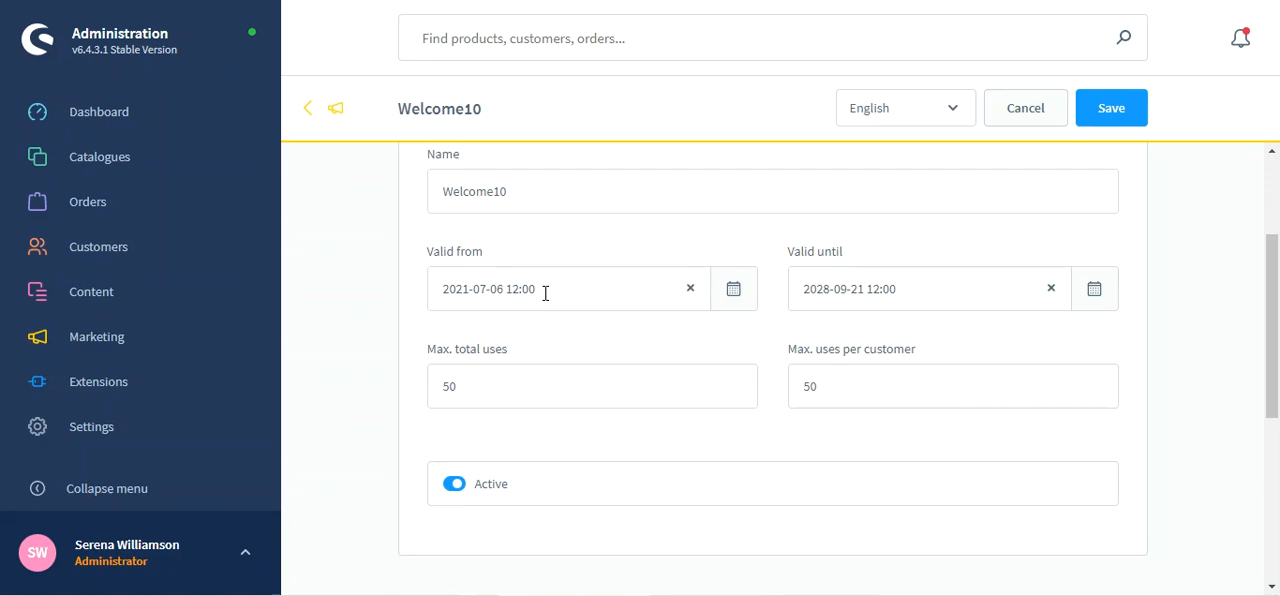 Administration
v6.4.3.1 Stable Version
Find products, customers, orders...
Welcome10
English
Cancel
Save
Dashboard
Catalogues
Orders
Customers
Content
Marketing
Extensions
Settings
Collapse menu
SW
Serena Williamson
Administrator
Name
Welcome10
Valid from
Valid until
2021-07-06 12:00
2028-09-21 12:00
Max. total uses
Max. uses per customer
50
50
Active